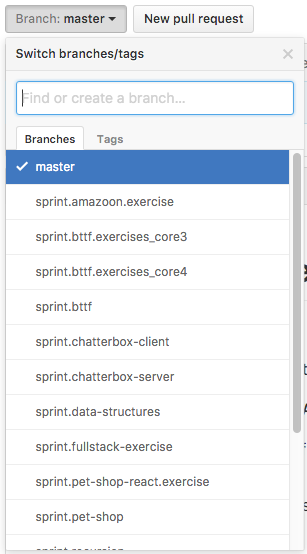 Branch: master New pull request
Switch branches/tags
Find or create a branch...
Branches Tags
master
sprint.amazoon.exercise
sprint.bttf.exercises_core3
sprint.bttf.exercises_core4
sprint.bttf
sprint.chatterbox-client
sprint.chatterbox-server
sprint.data-structures
sprint.fullstack-exercise
sprint.pet-shop-react.exercise
sprint.pet-shop
sprint.recursion